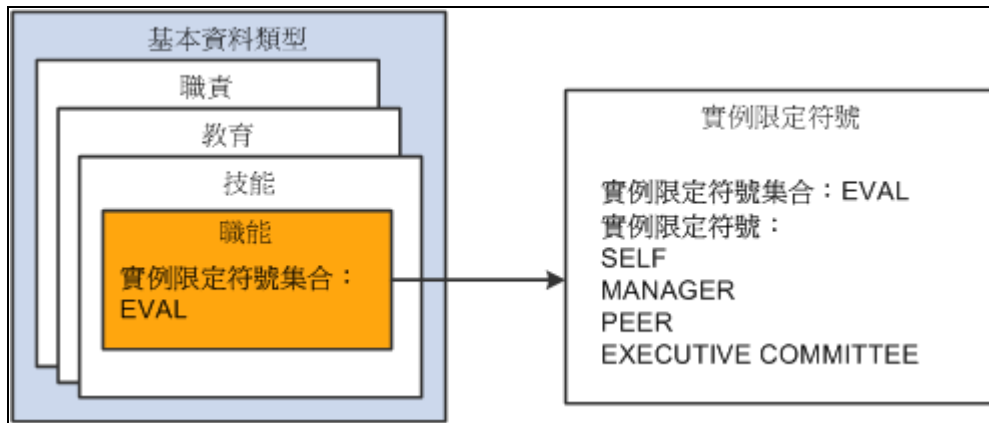 基本資料類型
職責
教育
技能
職能
實例限定符號集合：
EVAL
實例限定符號
實例限定符號集合：EVAL
實例限定符號：
SELF
MANAGER
PEER
EXECUTIVE COMMITTEE